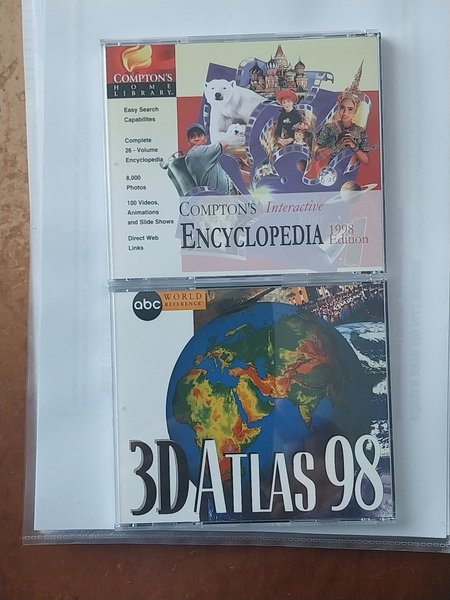 COMPTON'S
HOME
LIBRARY
Easy Search
Capabilites
Complete
26 - Volume
Encyclopedia
8,000
Photos
100 Videos,
Animations
and Slide Shows
Direct Web
Links
COMPTON'S Interactive
ENCYCLOPEDIA 1998
Edition
abc WORLD
REFERENCE
3D ATLAS 98